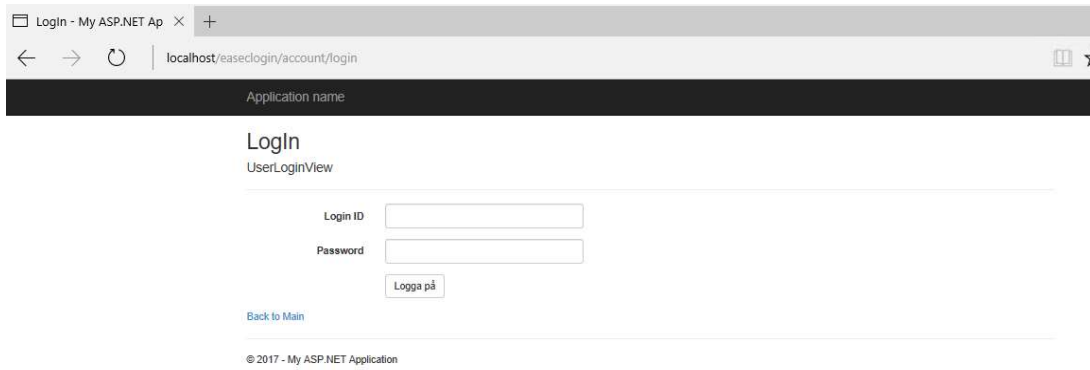 LogIn - My ASP.NET Ap
localhost/easeclogin/account/login
Application name
LogIn
UserLoginView
Login ID
Password
Logga på
Back to Main
© 2017 - My ASP.NET Application